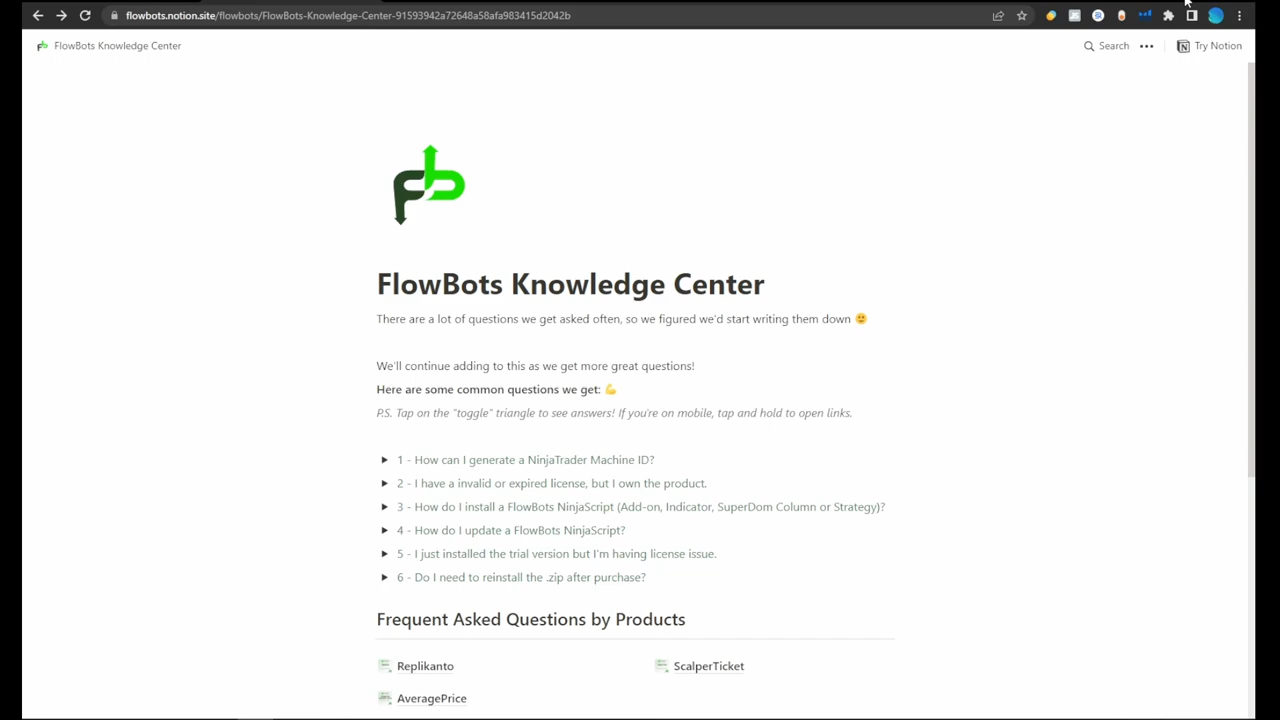 flowbots.notion.site/flowbots/FlowBots-Knowledge-Center-91593942a72648a58afa983415d2042b
FlowBots Knowledge Center
Search
Try Notion
fb
FlowBots Knowledge Center
There are a lot of questions we get asked often, so we figured we'd start writing them down 🙂
We'll continue adding to this as we get more great questions!
Here are some common questions we get: 💪
P.S. Tap on the "toggle" triangle to see answers! If you're on mobile, tap and hold to open links.
1 - How can I generate a NinjaTrader Machine ID?
2 - I have a invalid or expired license, but I own the product.
3 - How do I install a FlowBots NinjaScript (Add-on, Indicator, SuperDom Column or Strategy)?
4 - How do I update a FlowBots NinjaScript?
5 - I just installed the trial version but I'm having license issue.
6 - Do I need to reinstall the .zip after purchase?
Frequent Asked Questions by Products
Replikanto
ScalperTicket
AveragePrice